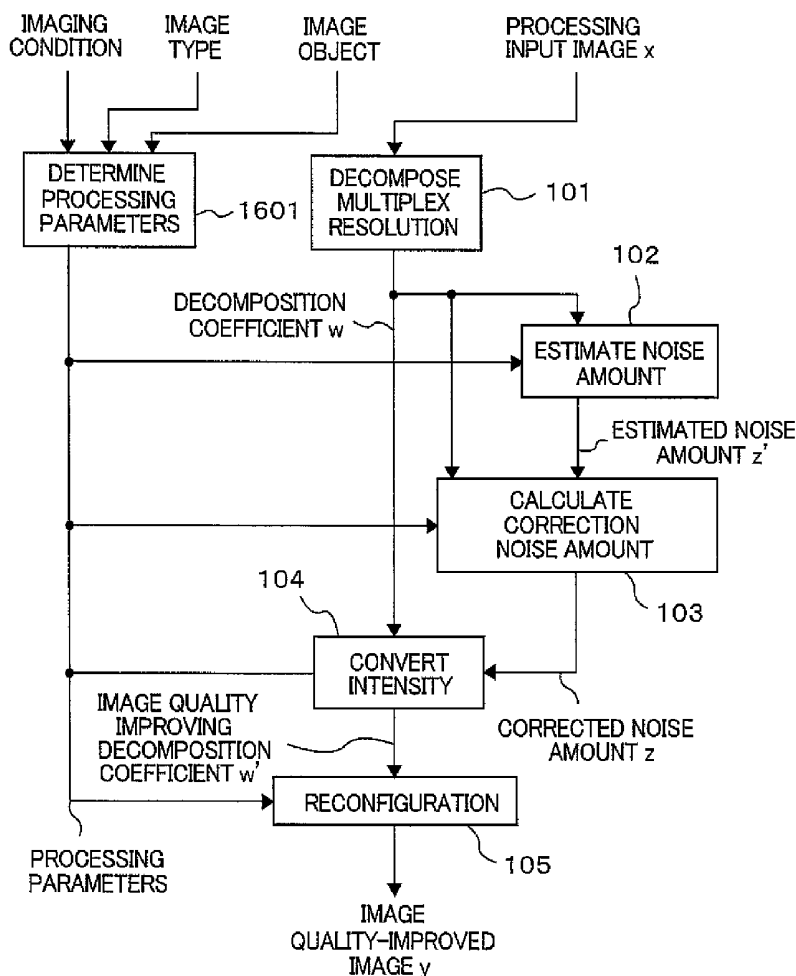 IMAGING
CONDITION
IMAGE
TYPE
IMAGE
OBJECT
PROCESSING
INPUT IMAGE x
DETERMINE
PROCESSING
PARAMETERS
1601
DECOMPOSE
MULTIPLEX
RESOLUTION
101
DECOMPOSITION
COEFFICIENT w
102
ESTIMATE NOISE
AMOUNT
ESTIMATED NOISE
AMOUNT z'
CALCULATE
CORRECTION
NOISE AMOUNT
103
104
CONVERT
INTENSITY
CORRECTED NOISE
AMOUNT z
IMAGE QUALITY
IMPROVING
DECOMPOSITION
COEFFICIENT w'
RECONFIGURATION
105
PROCESSING
PARAMETERS
IMAGE
QUALITY-IMPROVED
IMAGE y